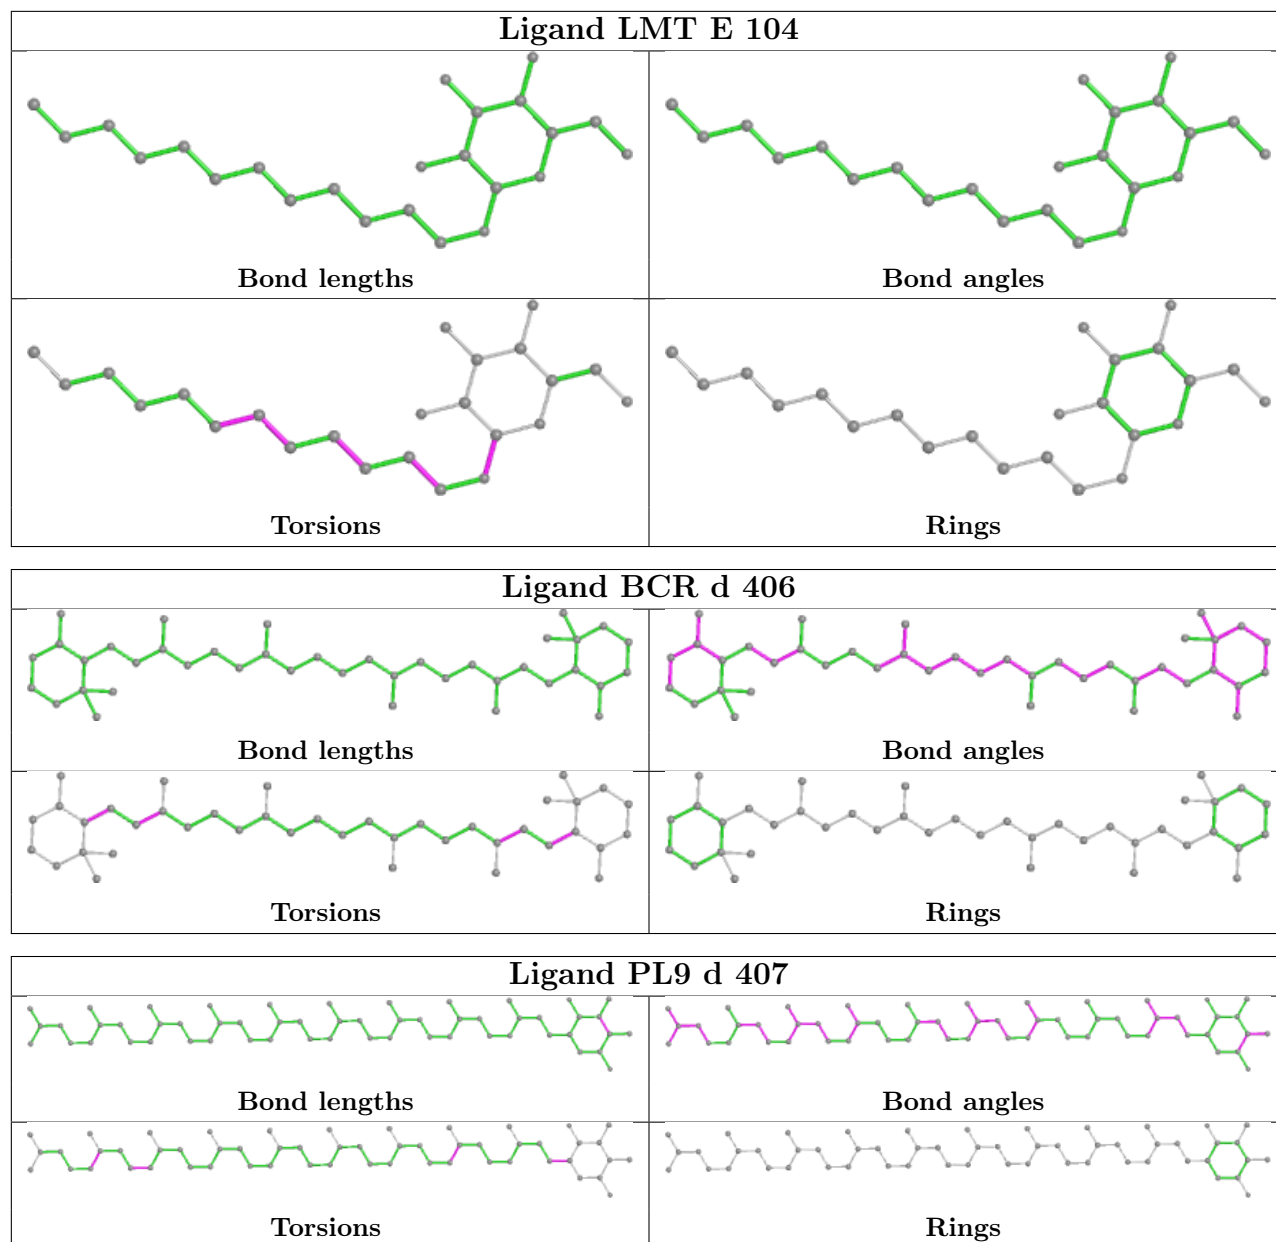 Ligand LMT E 104
Bond lengths
Bond angles
Torsions
Rings
Ligand BCR d 406
Bond lengths
Bond angles
Torsions
Rings
Ligand PL9 d 407
Bond lengths
Bond angles
Torsions
Rings